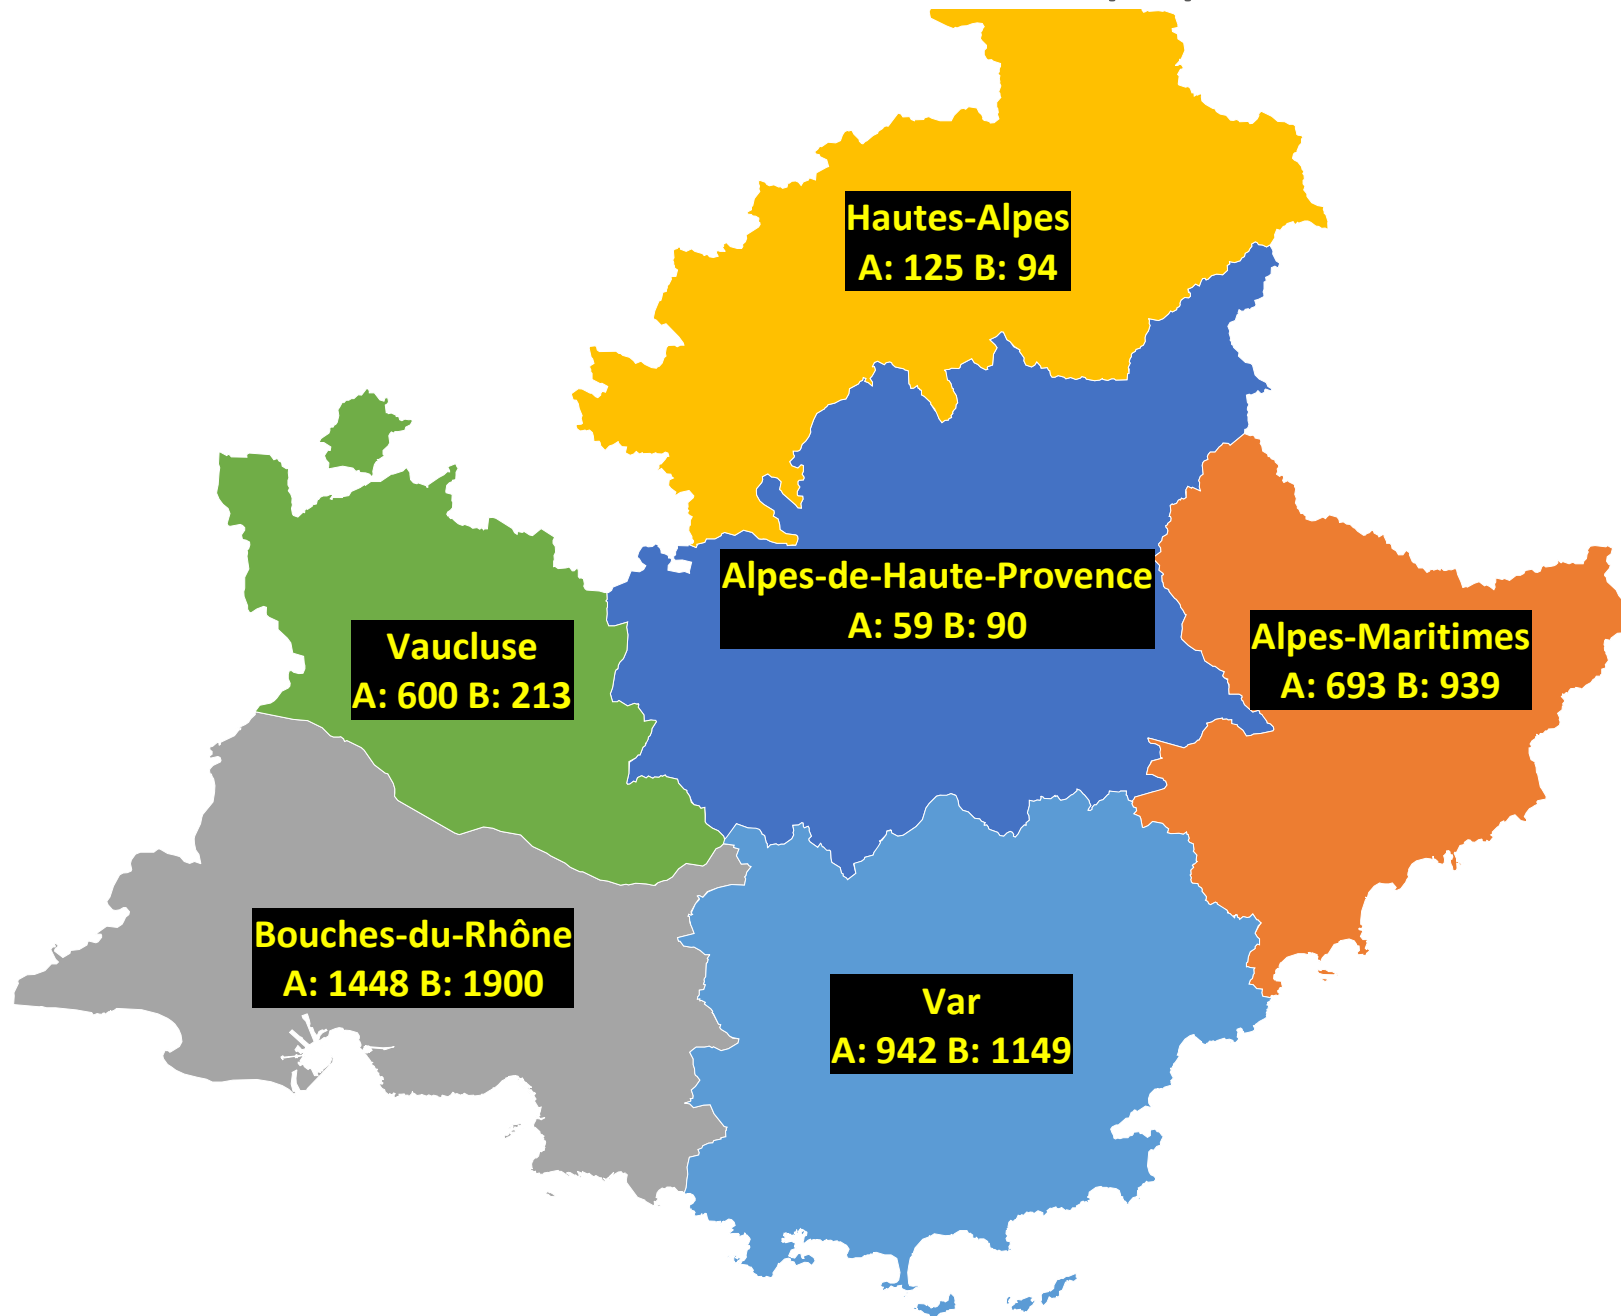 Hautes-Alpes
A: 125 B: 94
Alpes-de-Haute-Provence
A: 59 B: 90
Vaucluse
A: 600 B: 213
Alpes-Maritimes
A: 693 B: 939
Bouches-du-Rhône
A: 1448 B: 1900
Var
A: 942 B: 1149